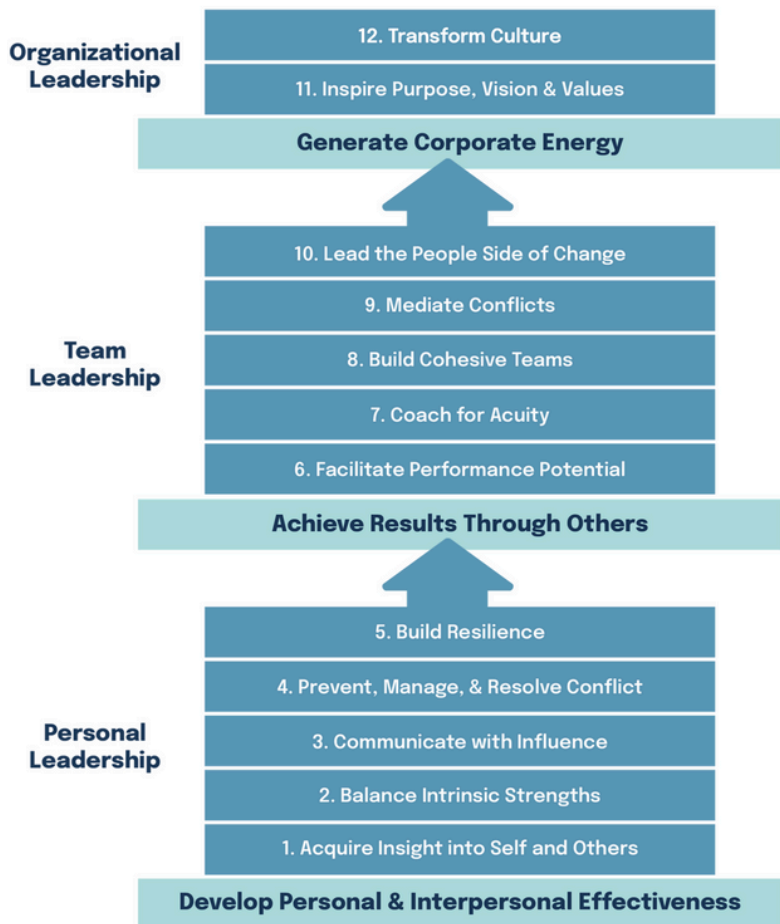 Organizational
Leadership
12. Transform Culture
11. Inspire Purpose, Vision & Values
Generate Corporate Energy
Team
Leadership
10. Lead the People Side of Change
9. Mediate Conflicts
8. Build Cohesive Teams
7. Coach for Acuity
6. Facilitate Performance Potential
Achieve Results Through Others
Personal
Leadership
5. Build Resilience
4. Prevent, Manage, & Resolve Conflict
3. Communicate with Influence
2. Balance Intrinsic Strengths
1. Acquire Insight into Self and Others
Develop Personal & Interpersonal Effectiveness